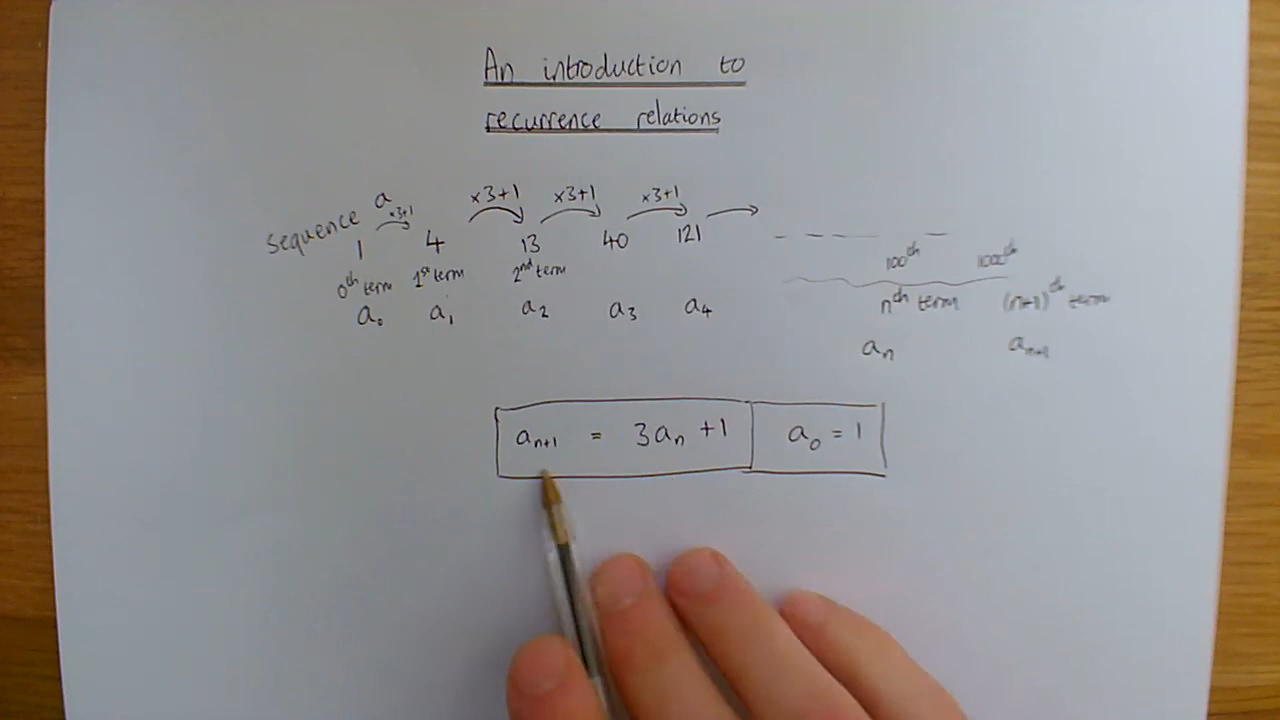 An introduction to
recurrence relations
sequence a
×3+1 ×3+1 ×3+1 ×3+1
1 4 13 40 121
0th term 1st term 2nd term
100th 1000th
nth term (n+1)th term
a0 a1 a2 a3 a4
an an+1
an+1 = 3an +1 a0 = 1